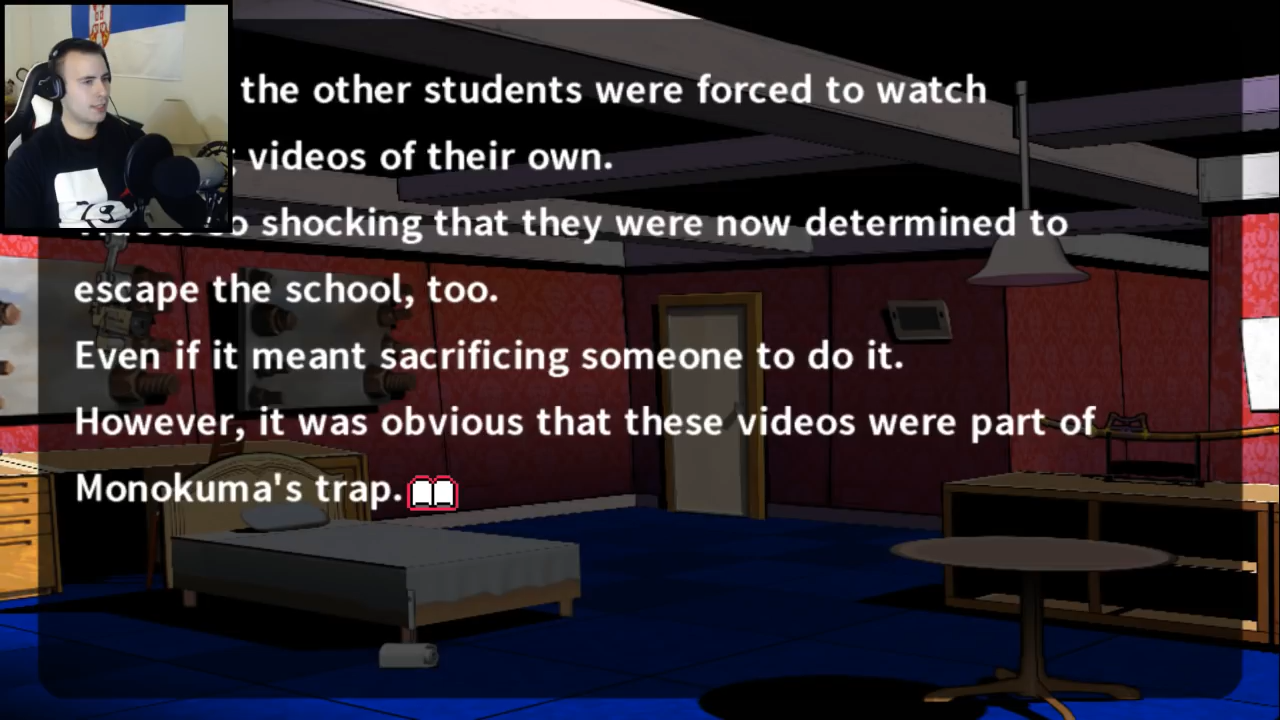 the other students were forced to watch
videos of their own.
shocking that they were now determined to
escape the school, too.
Even if it meant sacrificing someone to do it.
However, it was obvious that these videos were part of
Monokuma's trap.